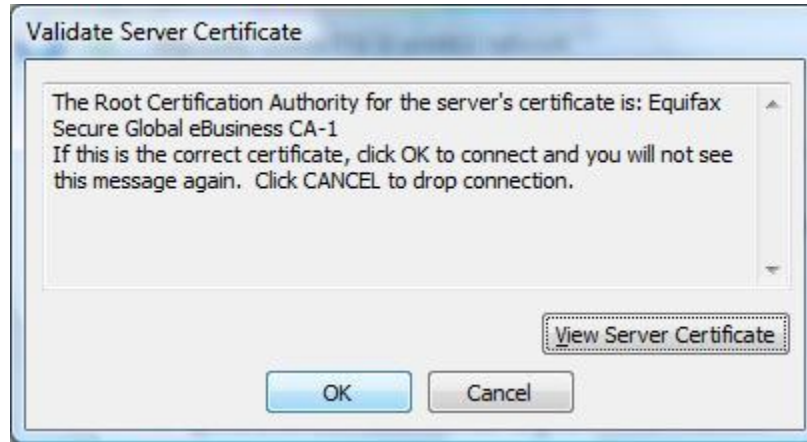 Validate Server Certificate
The Root Certification Authority for the server's certificate is: Equifax
Secure Global eBusiness CA-1
If this is the correct certificate, click OK to connect and you will not see
this message again.  Click CANCEL to drop connection.
View Server Certificate
OK
Cancel